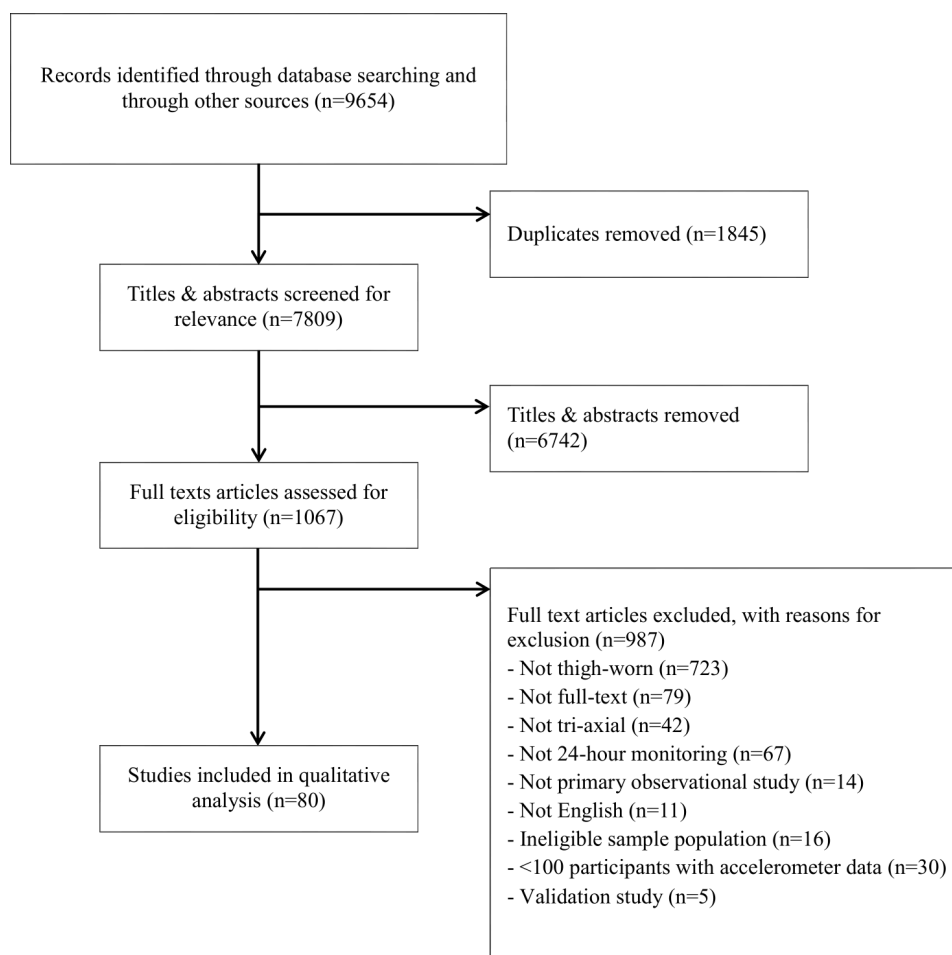 Records identified through database searching and
through other sources (n=9654)
Duplicates removed (n=1845)
Titles & abstracts screened for
relevance (n=7809)
Titles & abstracts removed
(n=6742)
Full texts articles assessed for
eligibility (n=1067)
Full text articles excluded, with reasons for
exclusion (n=987)
- Not thigh-worn (n=723)
- Not full-text (n=79)
- Not tri-axial (n=42)
- Not 24-hour monitoring (n=67)
- Not primary observational study (n=14)
- Not English (n=11)
- Ineligible sample population (n=16)
- <100 participants with accelerometer data (n=30)
- Validation study (n=5)
Studies included in qualitative
analysis (n=80)